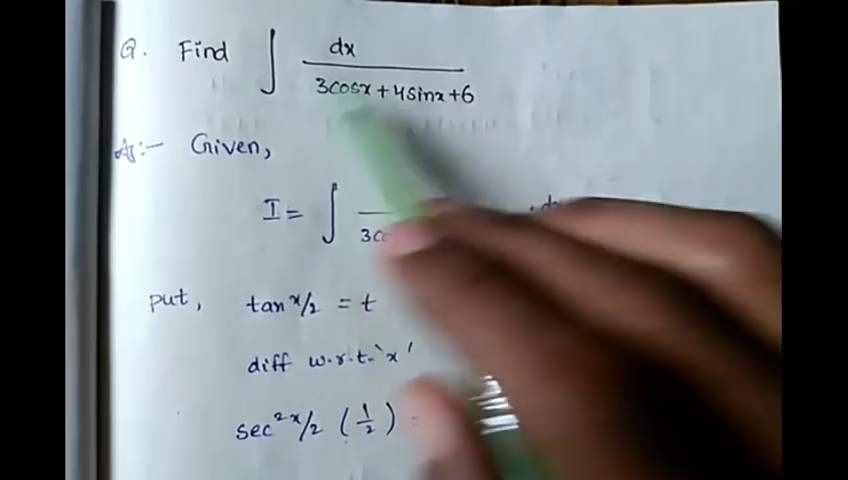 Q. Find ∫ dx / 3cosx + 4sinx + 6
As:- Given,
I = ∫
put, tan x/2 = t
diff w.r.t. 'x'
sec² x/2 (1/2) =